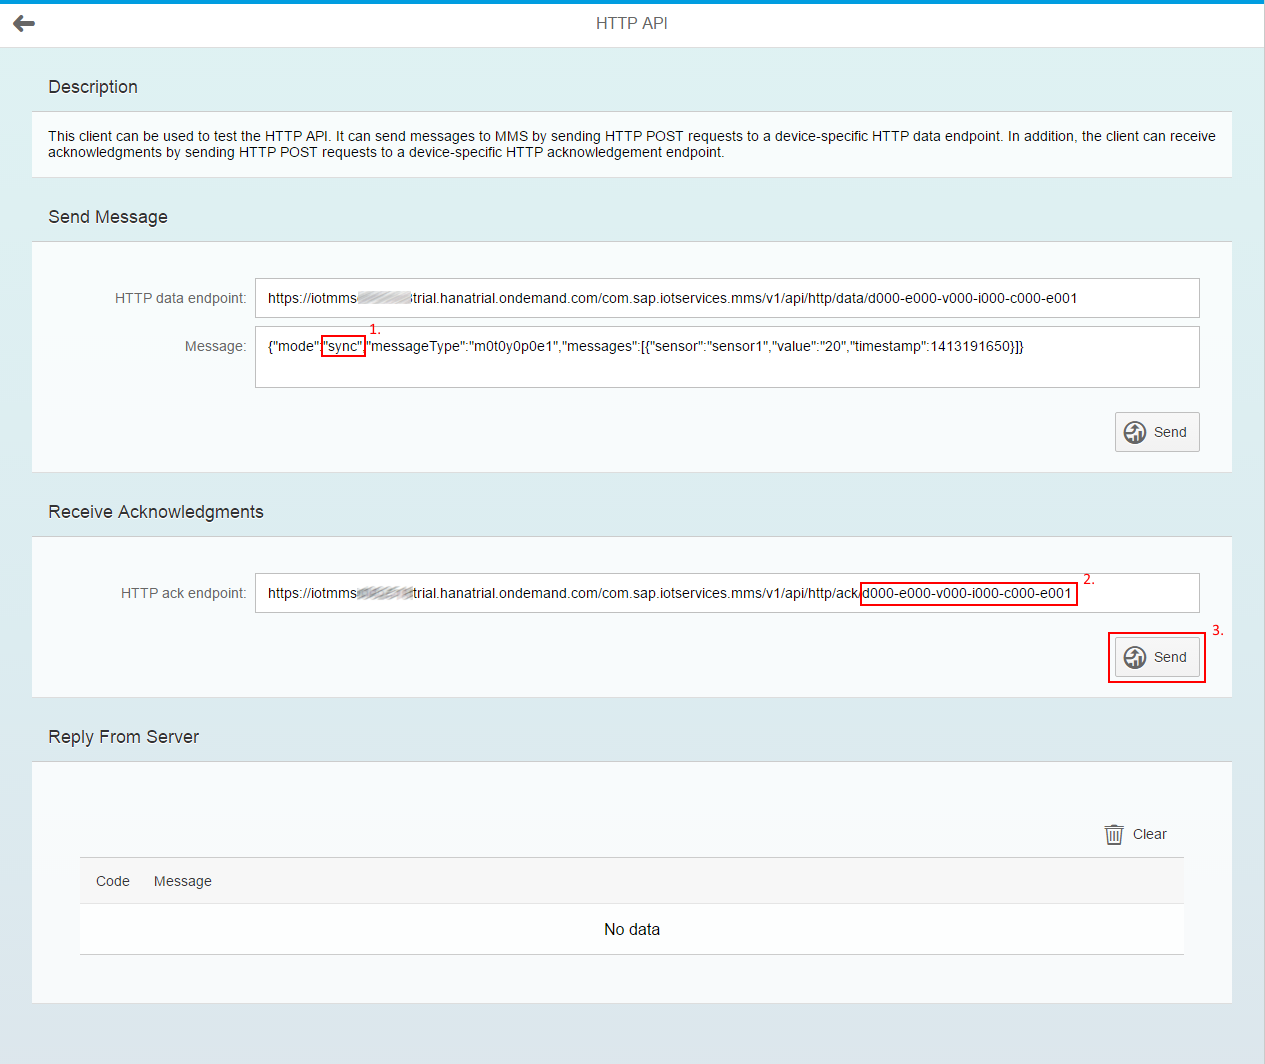 HTTP API
Description
This client can be used to test the HTTP API. It can send messages to MMS by sending HTTP POST requests to a device-specific HTTP data endpoint. In addition, the client can receive
acknowledgments by sending HTTP POST requests to a device-specific HTTP acknowledgement endpoint.
Send Message
HTTP data endpoint: https://iotmms trial.hanatrial.ondemand.com/com.sap.iotservices.mms/v1/api/http/data/d000-e000-v000-i000-c000-e001
1.
Message: {"mode":"sync","messageType":"m0t0y0p0e1","messages":[{"sensor":"sensor1","value":"20","timestamp":1413191650}]}
Send
Receive Acknowledgments
2.
HTTP ack endpoint: https://iotmms trial.hanatrial.ondemand.com/com.sap.iotservices.mms/v1/api/http/ack/d000-e000-v000-i000-c000-e001
3.
Send
Reply From Server
Clear
Code Message
No data